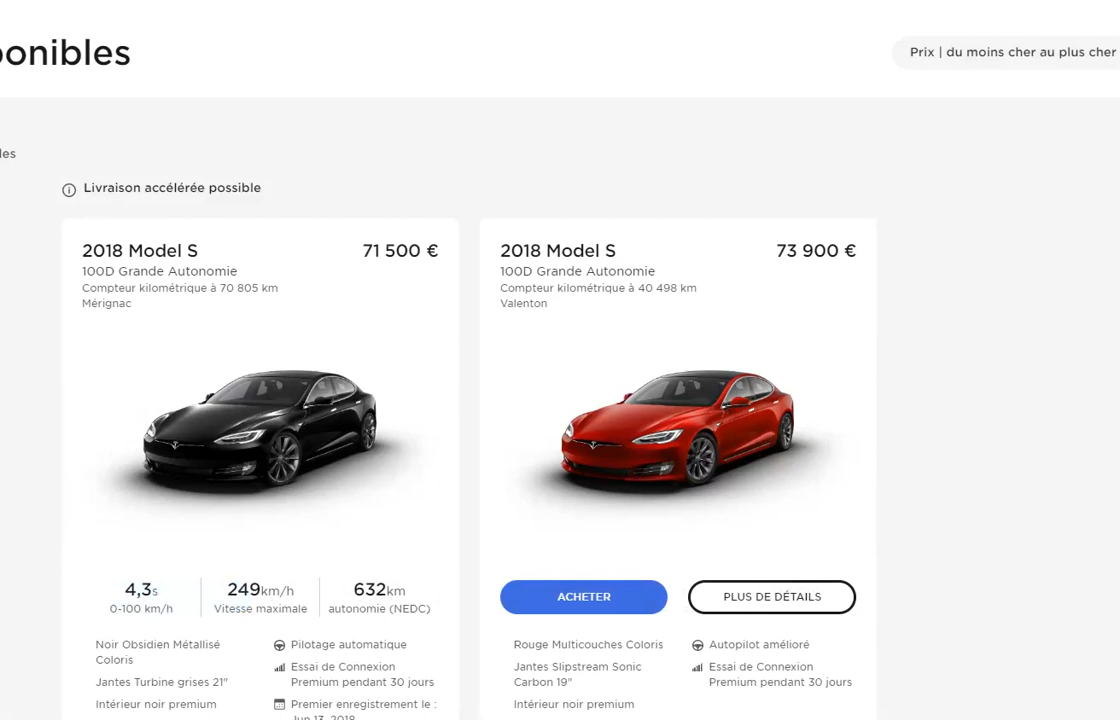 ponibles
Prix | du moins cher au plus cher
les
Livraison accélérée possible
2018 Model S
71 500 €
100D Grande Autonomie
Compteur kilométrique à 70 805 km
Mérignac
4,3s
0-100 km/h
249km/h
Vitesse maximale
632km
autonomie (NEDC)
Noir Obsidien Métallisé
Coloris
Jantes Turbine grises 21"
Intérieur noir premium
Pilotage automatique
Essai de Connexion
Premium pendant 30 jours
Premier enregistrement le :
Jun 13, 2018
2018 Model S
73 900 €
100D Grande Autonomie
Compteur kilométrique à 40 498 km
Valenton
ACHETER
PLUS DE DÉTAILS
Rouge Multicouches Coloris
Jantes Slipstream Sonic
Carbon 19"
Intérieur noir premium
Autopilot amélioré
Essai de Connexion
Premium pendant 30 jours